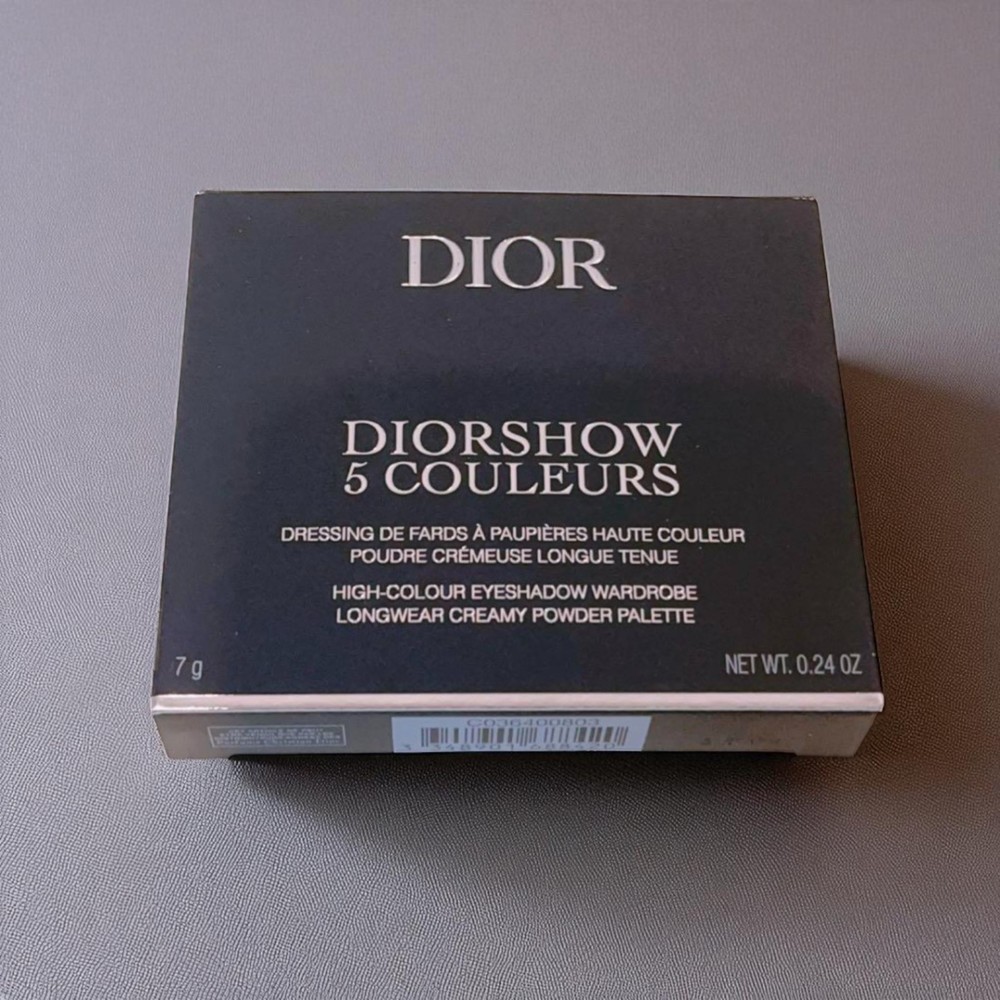 DIOR
DIORSHOW
5 COULEURS
DRESSING DE FARDS À PAUPIÈRES HAUTE COULEUR
POUDRE CRÉMEUSE LONGUE TENUE
HIGH-COLOUR EYESHADOW WARDROBE
LONGWEAR CREAMY POWDER PALETTE
7 g
NET WT. 0.24 OZ
C036400803